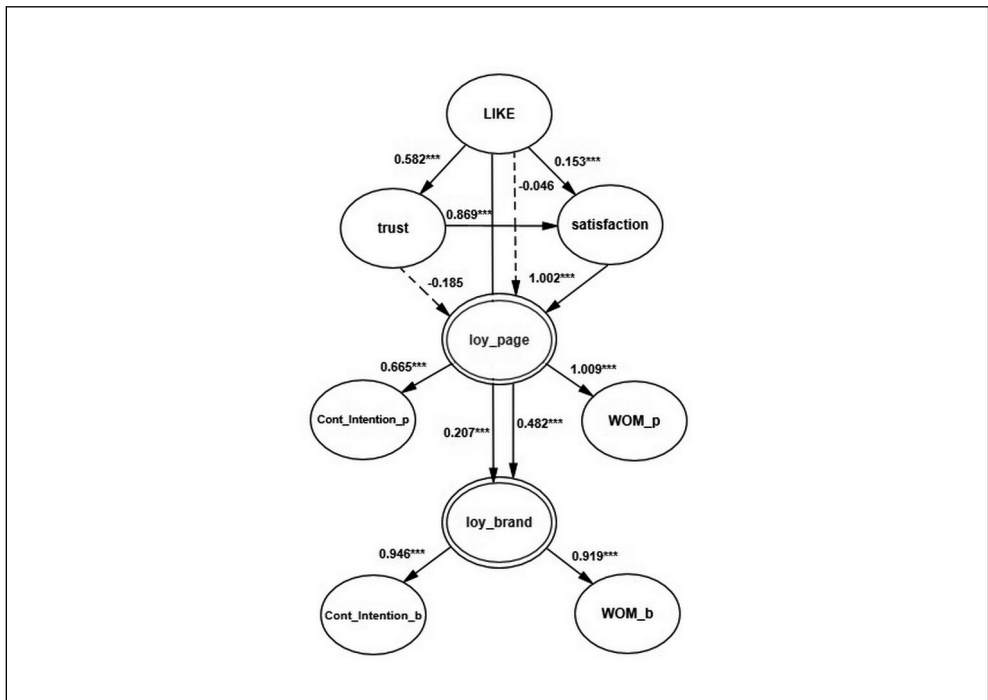 LIKE
0.582***
0.153***
-0.046
trust
0.869***
satisfaction
-0.185
1.002***
loy_page
0.665***
1.009***
Cont_Intention_p
WOM_p
0.207***
0.482***
loy_brand
0.946***
0.919***
Cont_Intention_b
WOM_b